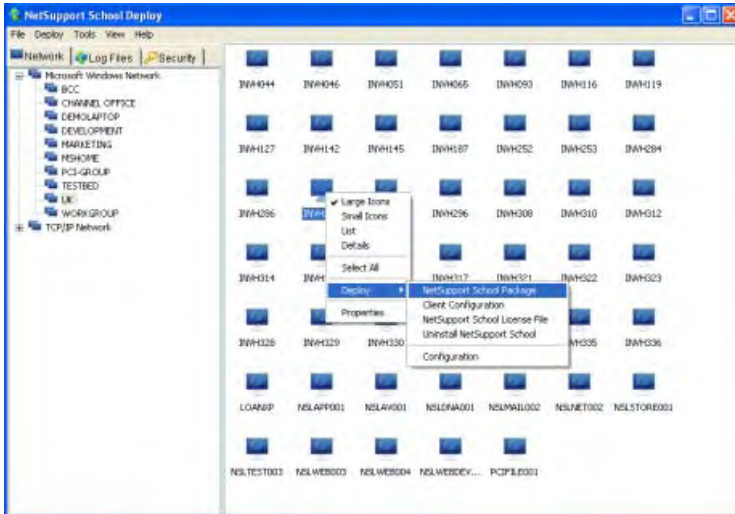 NetSupport School Deploy
File Deploy Tools View Help
Network Log Files Security
Microsoft Windows Network
BCC
CHANNEL OFFICE
DEMOLAPTOP
DEVELOPMENT
MARKETING
MSHOME
PCI-GROUP
TESTBED
UK
WORKGROUP
TCP/IP Network
INVH044 INVH046 INVH051 INVH065 INVH093 INVH116 INVH119
INVH127 INVH142 INVH145 INVH187 INVH252 INVH253 INVH284
INVH286 INVH296 INVH308 INVH310 INVH312
Large Icons
Small Icons
List
Details
Select All
Deploy
Properties
INVH314 INVH317 INVH321 INVH322 INVH323
NetSupport School Package
Client Configuration
NetSupport School License File
Uninstall NetSupport School
Configuration
INVH328 INVH329 INVH330 INVH335 INVH336
LOANXP NSLAPP001 NSLAV001 NSLDNA001 NSLMAIL002 NSLNET002 NSLSTORE001
NSLTEST003 NSLWEB003 NSLWEB004 NSLWEBDEV... PCIFILE001